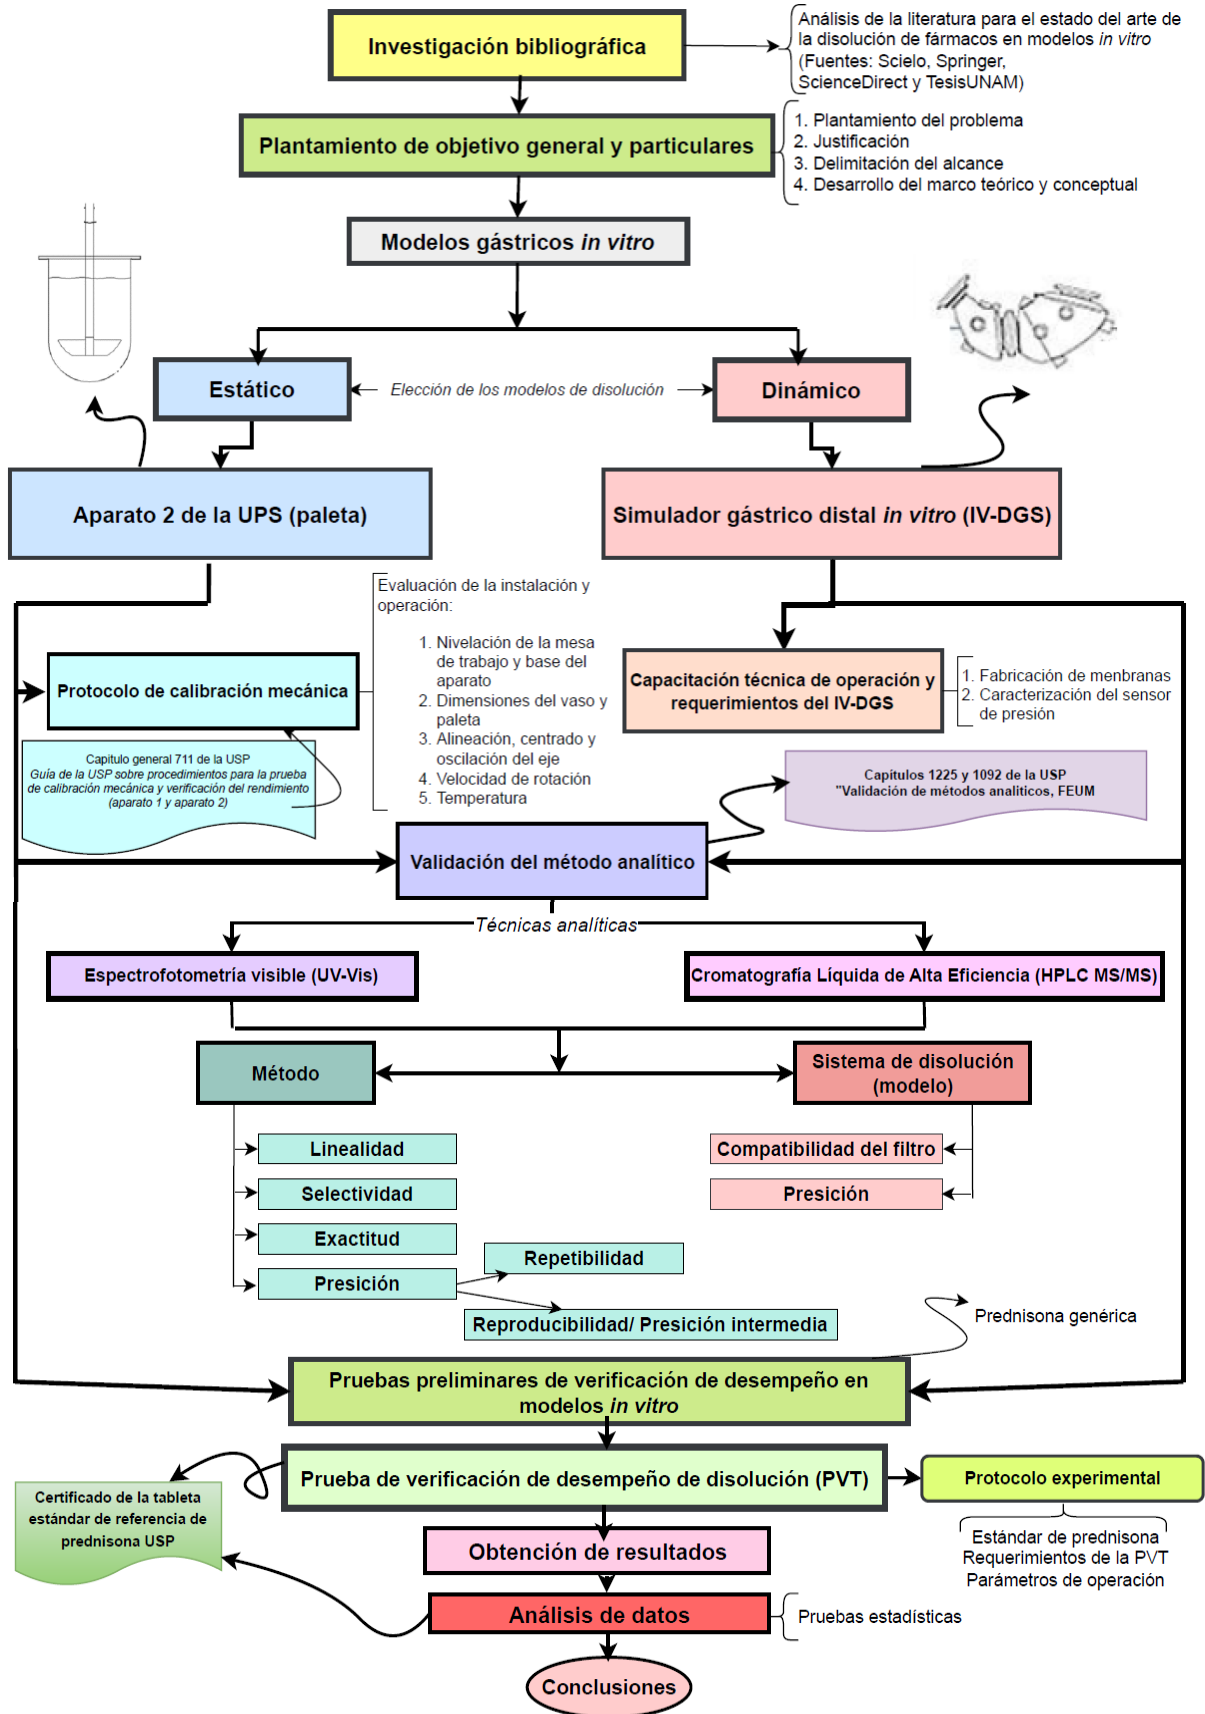 Investigación bibliográfica
Análisis de la literatura para el estado del arte de
la disolución de fármacos en modelos in vitro
(Fuentes: Scielo, Springer,
ScienceDirect y TesisUNAM)
Plantamiento de objetivo general y particulares
1. Plantamiento del problema
2. Justificación
3. Delimitación del alcance
4. Desarrollo del marco teórico y conceptual
Modelos gástricos in vitro
Estático
Elección de los modelos de disolución
Dinámico
Aparato 2 de la UPS (paleta)
Simulador gástrico distal in vitro (IV-DGS)
Evaluación de la instalación y
operación:
1. Nivelación de la mesa
de trabajo y base del
aparato
2. Dimensiones del vaso y
paleta
3. Alineación, centrado y
oscilación del eje
4. Velocidad de rotación
5. Temperatura
Protocolo de calibración mecánica
Capitulo general 711 de la USP
Guía de la USP sobre procedimientos para la prueba
de calibración mecánica y verificación del rendimiento
(aparato 1 y aparato 2)
Capacitación técnica de operación y
requerimientos del IV-DGS
1. Fabricación de menbranas
2. Caracterización del sensor
de presión
Capítulos 1225 y 1092 de la USP
"Validación de métodos analiticos, FEUM
Validación del método analítico
Técnicas analíticas
Espectrofotometría visible (UV-Vis)
Cromatografía Líquida de Alta Eficiencia (HPLC MS/MS)
Método
Sistema de disolución
(modelo)
Linealidad
Selectividad
Exactitud
Presición
Repetibilidad
Reproducibilidad/ Presición intermedia
Compatibilidad del filtro
Presición
Prednisona genérica
Pruebas preliminares de verificación de desempeño en
modelos in vitro
Prueba de verificación de desempeño de disolución (PVT)
Protocolo experimental
Estándar de prednisona
Requerimientos de la PVT
Parámetros de operación
Certificado de la tableta
estándar de referencia de
prednisona USP
Obtención de resultados
Análisis de datos
Pruebas estadísticas
Conclusiones